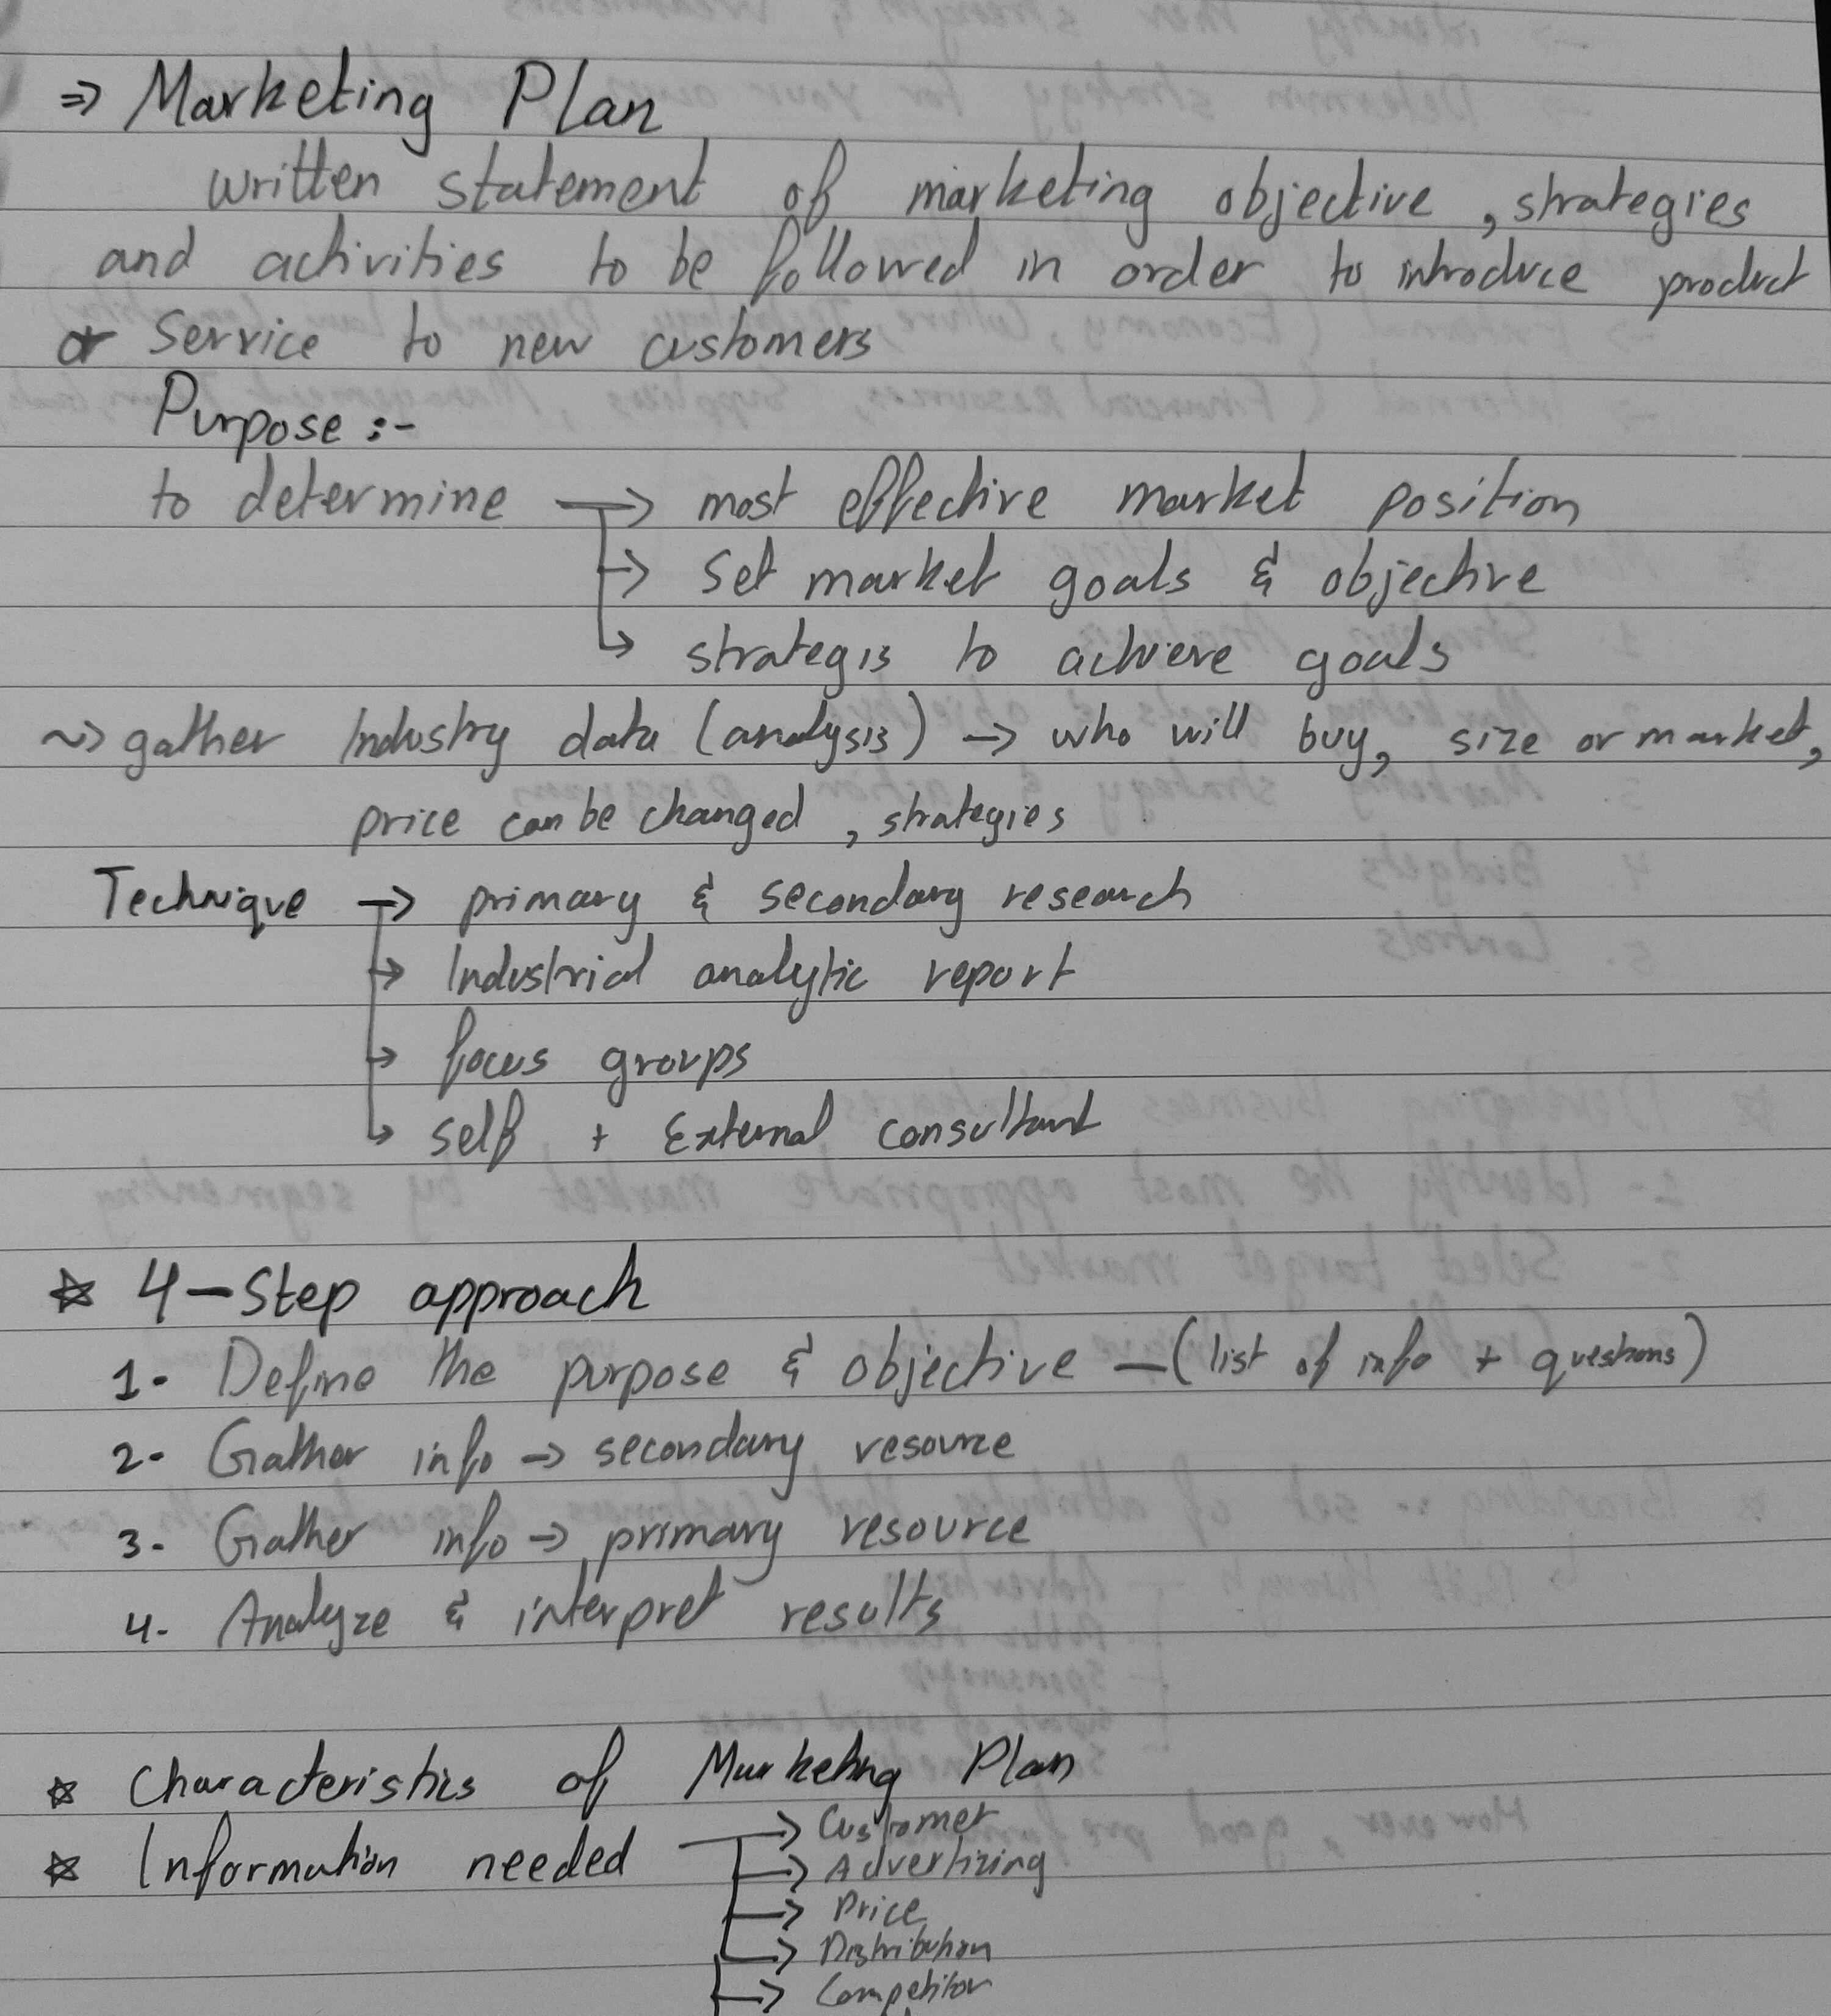 ⇒ Marketing Plan
written statement of marketing objective , strategies
and activities to be followed in order to introduce product
or Service to new customers
Purpose :-
to determine → most effective market position
→ Set market goals & objective
↳ strategis to achieve goals
~> gather Industry data (analysis) → who will buy, size or market,
price can be changed , strategies
Technique → primary & secondary research
→ Industrial analytic report
→ focus groups
↳ self + External consultant
☆ 4-Step approach
1- Define the purpose & objective - (list of info + questions)
2- Gather info → secondary resource
3- Gather info → primary resource
4- Analyze & interpret results
☆ Characteristics of Marketing Plan
☆ Information needed → Customer
→ Advertizing
→ Price
→ Distribution
→ Competitor